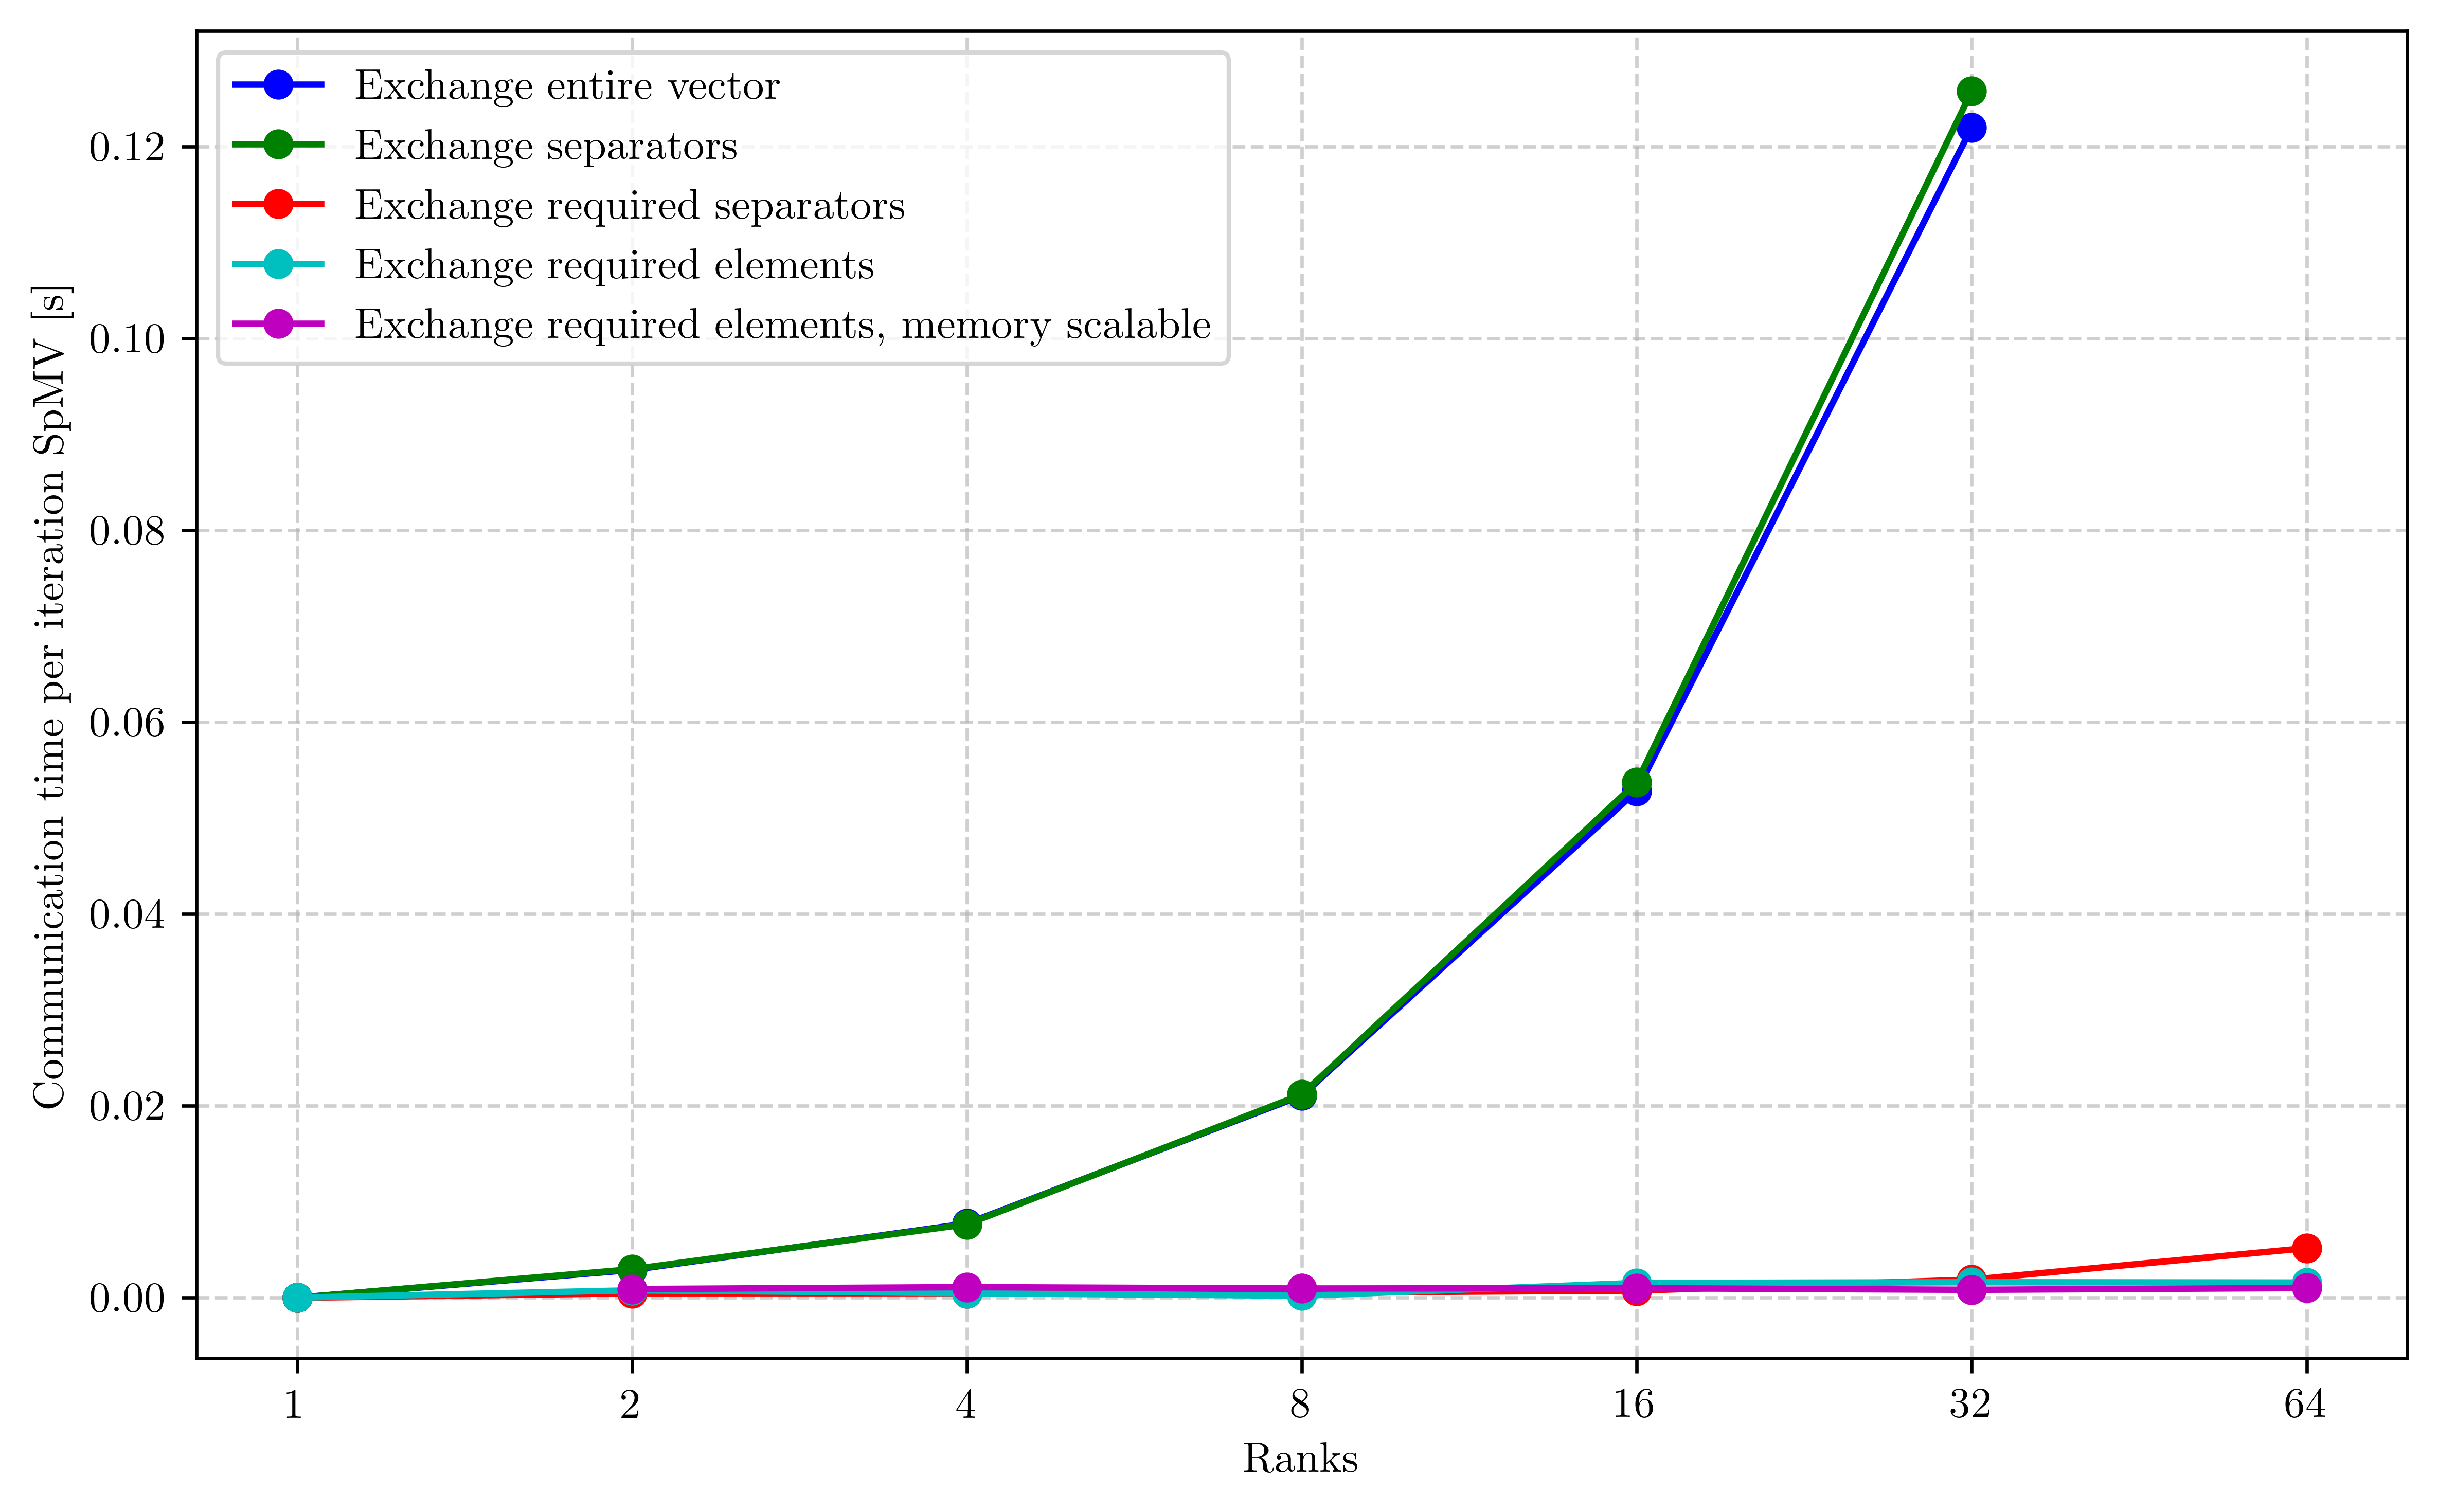 Exchange entire vector
Exchange separators
Exchange required separators
Exchange required elements
Exchange required elements, memory scalable
Communication time per iteration SpMV [s]
0.12
0.10
0.08
0.06
0.04
0.02
0.00
1 2 4 8 16 32 64
Ranks